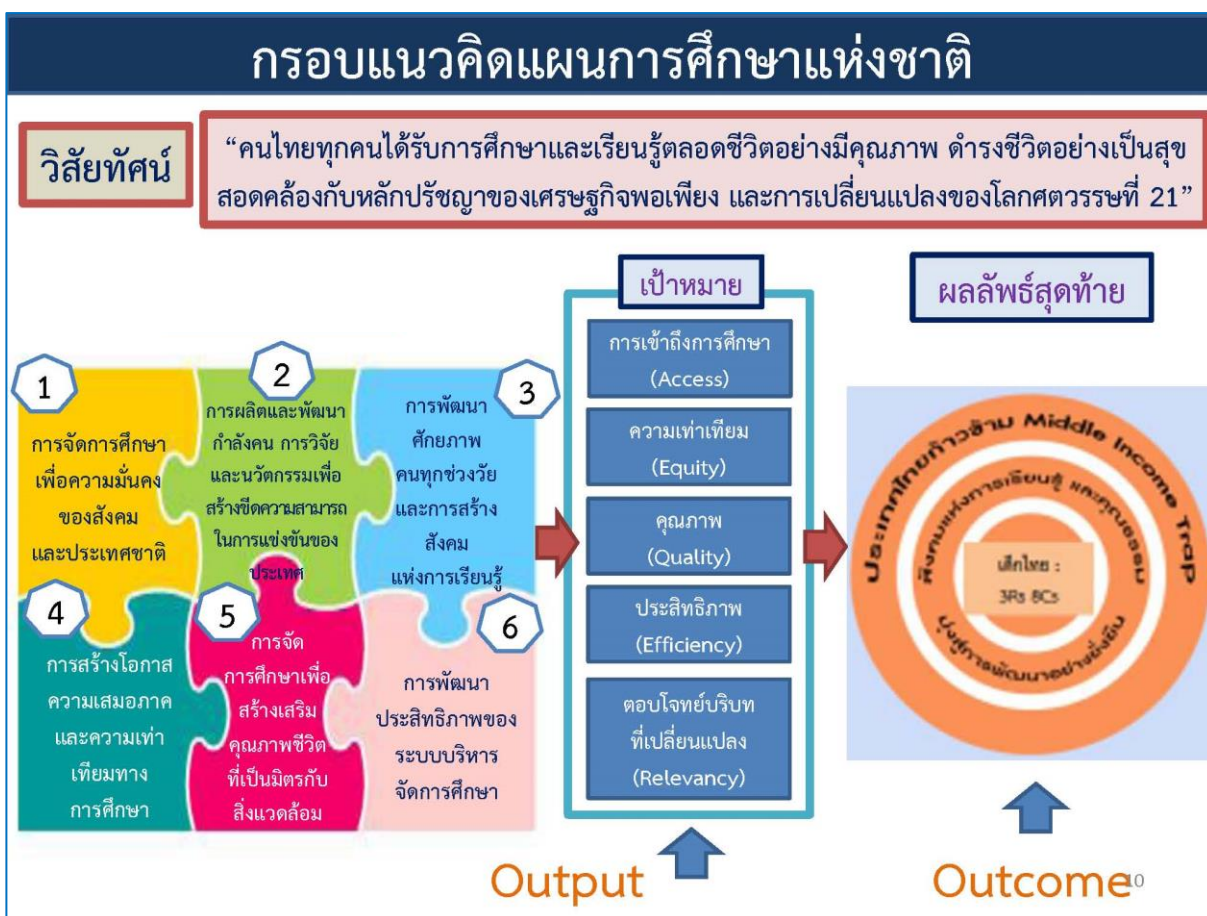 กรอบแนวคิดแผนการศึกษาแห่งชาติ
วิสัยทัศน์
“คนไทยทุกคนได้รับการศึกษาและเรียนรู้ตลอดชีวิตอย่างมีคุณภาพ ดำรงชีวิตอย่างเป็นสุข
สอดคล้องกับหลักปรัชญาของเศรษฐกิจพอเพียง และการเปลี่ยนแปลงของโลกศตวรรษที่ 21”
1
การจัดการศึกษา
เพื่อความมั่นคง
ของสังคม
และประเทศชาติ
2
การผลิตและพัฒนา
กำลังคน การวิจัย
และนวัตกรรมเพื่อ
สร้างขีดความสามารถ
ในการแข่งขันของ
ประเทศ
3
การพัฒนา
ศักยภาพ
คนทุกช่วงวัย
และการสร้าง
สังคม
แห่งการเรียนรู้
4
การสร้างโอกาส
ความเสมอภาค
และความเท่า
เทียมทาง
การศึกษา
5
การจัด
การศึกษาเพื่อ
สร้างเสริม
คุณภาพชีวิต
ที่เป็นมิตรกับ
สิ่งแวดล้อม
6
การพัฒนา
ประสิทธิภาพของ
ระบบบริหาร
จัดการศึกษา
เป้าหมาย
การเข้าถึงการศึกษา
(Access)
ความเท่าเทียม
(Equity)
คุณภาพ
(Quality)
ประสิทธิภาพ
(Efficiency)
ตอบโจทย์บริบท
ที่เปลี่ยนแปลง
(Relevancy)
Output
ผลลัพธ์สุดท้าย
ประเทศไทยก้าวข้าม Middle Income Trap
สังคมแห่งการเรียนรู้ และคุณธรรม
เด็กไทย :
3Rs 8Cs
มุ่งสู่การพัฒนาอย่างยั่งยืน
Outcome
10